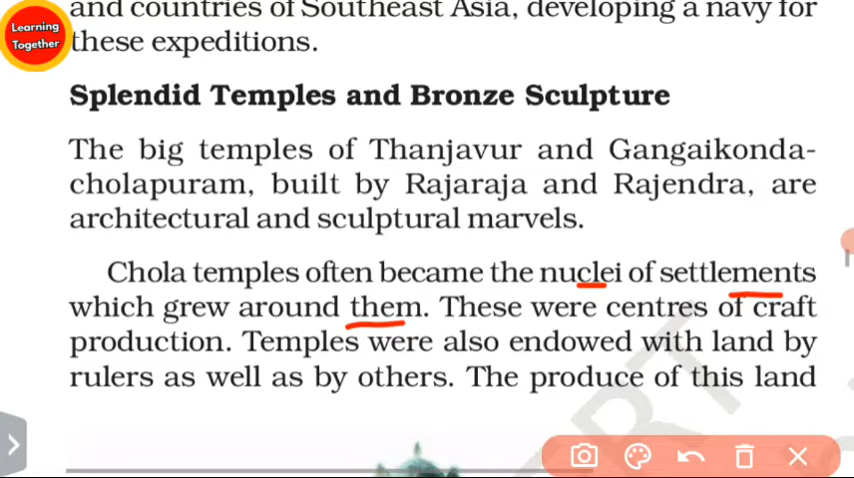 and countries of Southeast Asia, developing a navy for
Learning
Together
these expeditions.
Splendid Temples and Bronze Sculpture
The big temples of Thanjavur and Gangaikonda-
cholapuram, built by Rajaraja and Rajendra, are
architectural and sculptural marvels.
Chola temples often became the nuclei of settlements
which grew around them. These were centres of craft
production. Temples were also endowed with land by
rulers as well as by others. The produce of this land